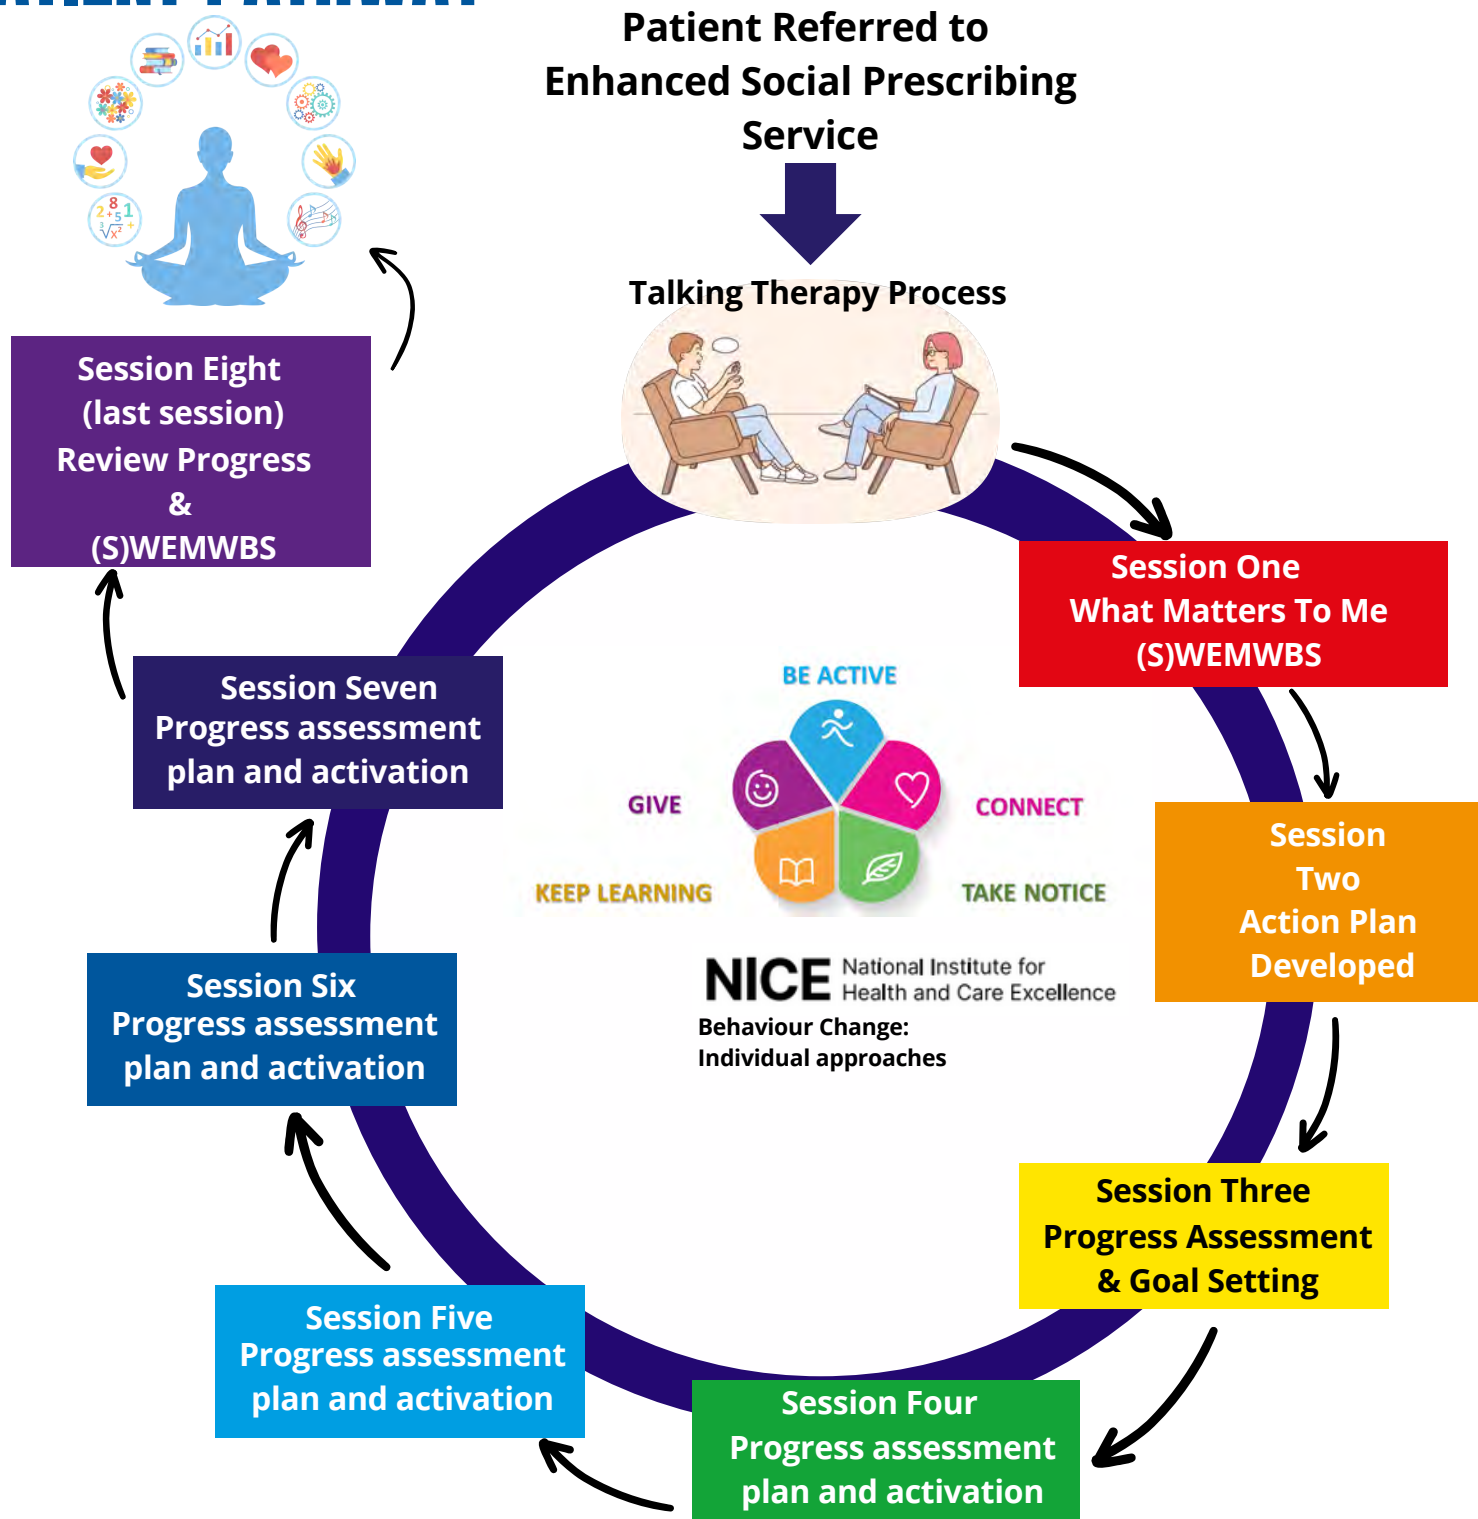 Patient Referred to
Enhanced Social Prescribing
Service
Talking Therapy Process
Session One
What Matters To Me
(S)WEMWBS
Session
Two
Action Plan
Developed
Session Three
Progress Assessment
& Goal Setting
Session Four
Progress assessment
plan and activation
Session Five
Progress assessment
plan and activation
Session Six
Progress assessment
plan and activation
Session Seven
Progress assessment
plan and activation
Session Eight
(last session)
Review Progress
&
(S)WEMWBS
BE ACTIVE
CONNECT
TAKE NOTICE
KEEP LEARNING
GIVE
NICE National Institute for
Health and Care Excellence
Behaviour Change:
Individual approaches